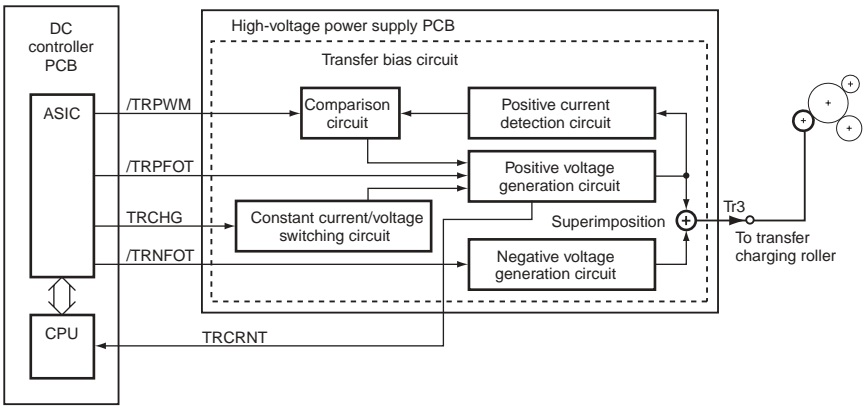 DC
controller
PCB
High-voltage power supply PCB
Transfer bias circuit
ASIC
/TRPWM
Comparison
circuit
Positive current
detection circuit
/TRPFOT
Positive voltage
generation circuit
TRCHG
Constant current/voltage
switching circuit
Superimposition
Tr3
To transfer
charging roller
/TRNFOT
Negative voltage
generation circuit
CPU
TRCRNT